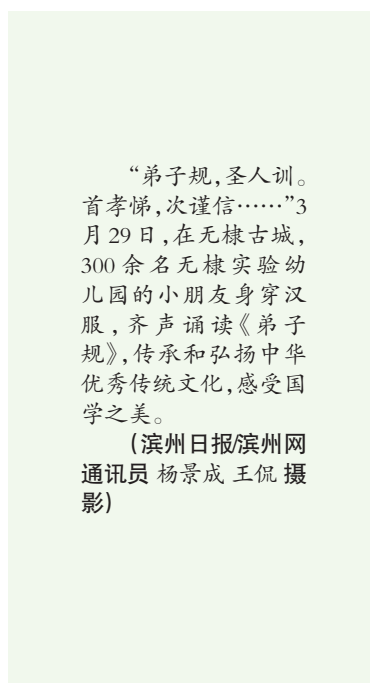 “弟子规,圣人训。
首孝悌,次谨信……”3
月29日,在无棣古城,
300余名无棣实验幼
儿园的小朋友身穿汉
服,齐声诵读《弟子
规》,传承和弘扬中华
优秀传统文化,感受国
学之美。
(滨州日报/滨州网
通讯员 杨景成 王侃 摄
影)